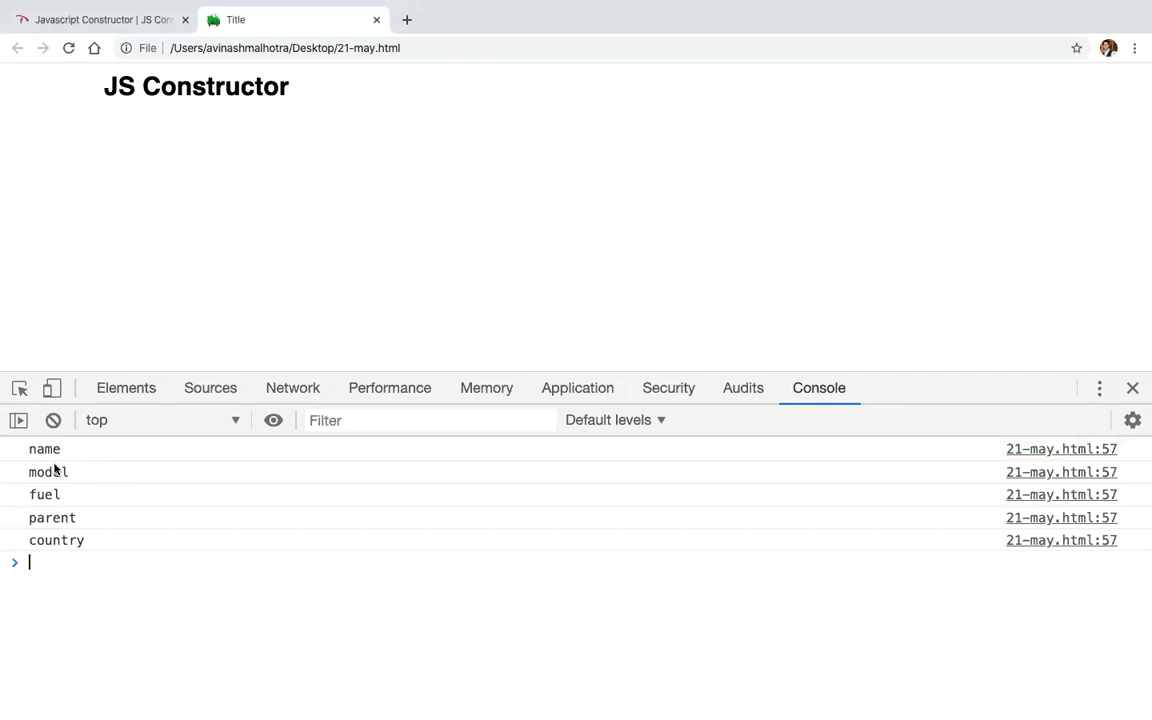 Javascript Constructor | JS Con
Title
File
/Users/avinashmalhotra/Desktop/21-may.html
JS Constructor
Elements Sources Network Performance Memory Application Security Audits Console
top Filter Default levels ▼
name 21-may.html:57
model 21-may.html:57
fuel 21-may.html:57
parent 21-may.html:57
country 21-may.html:57